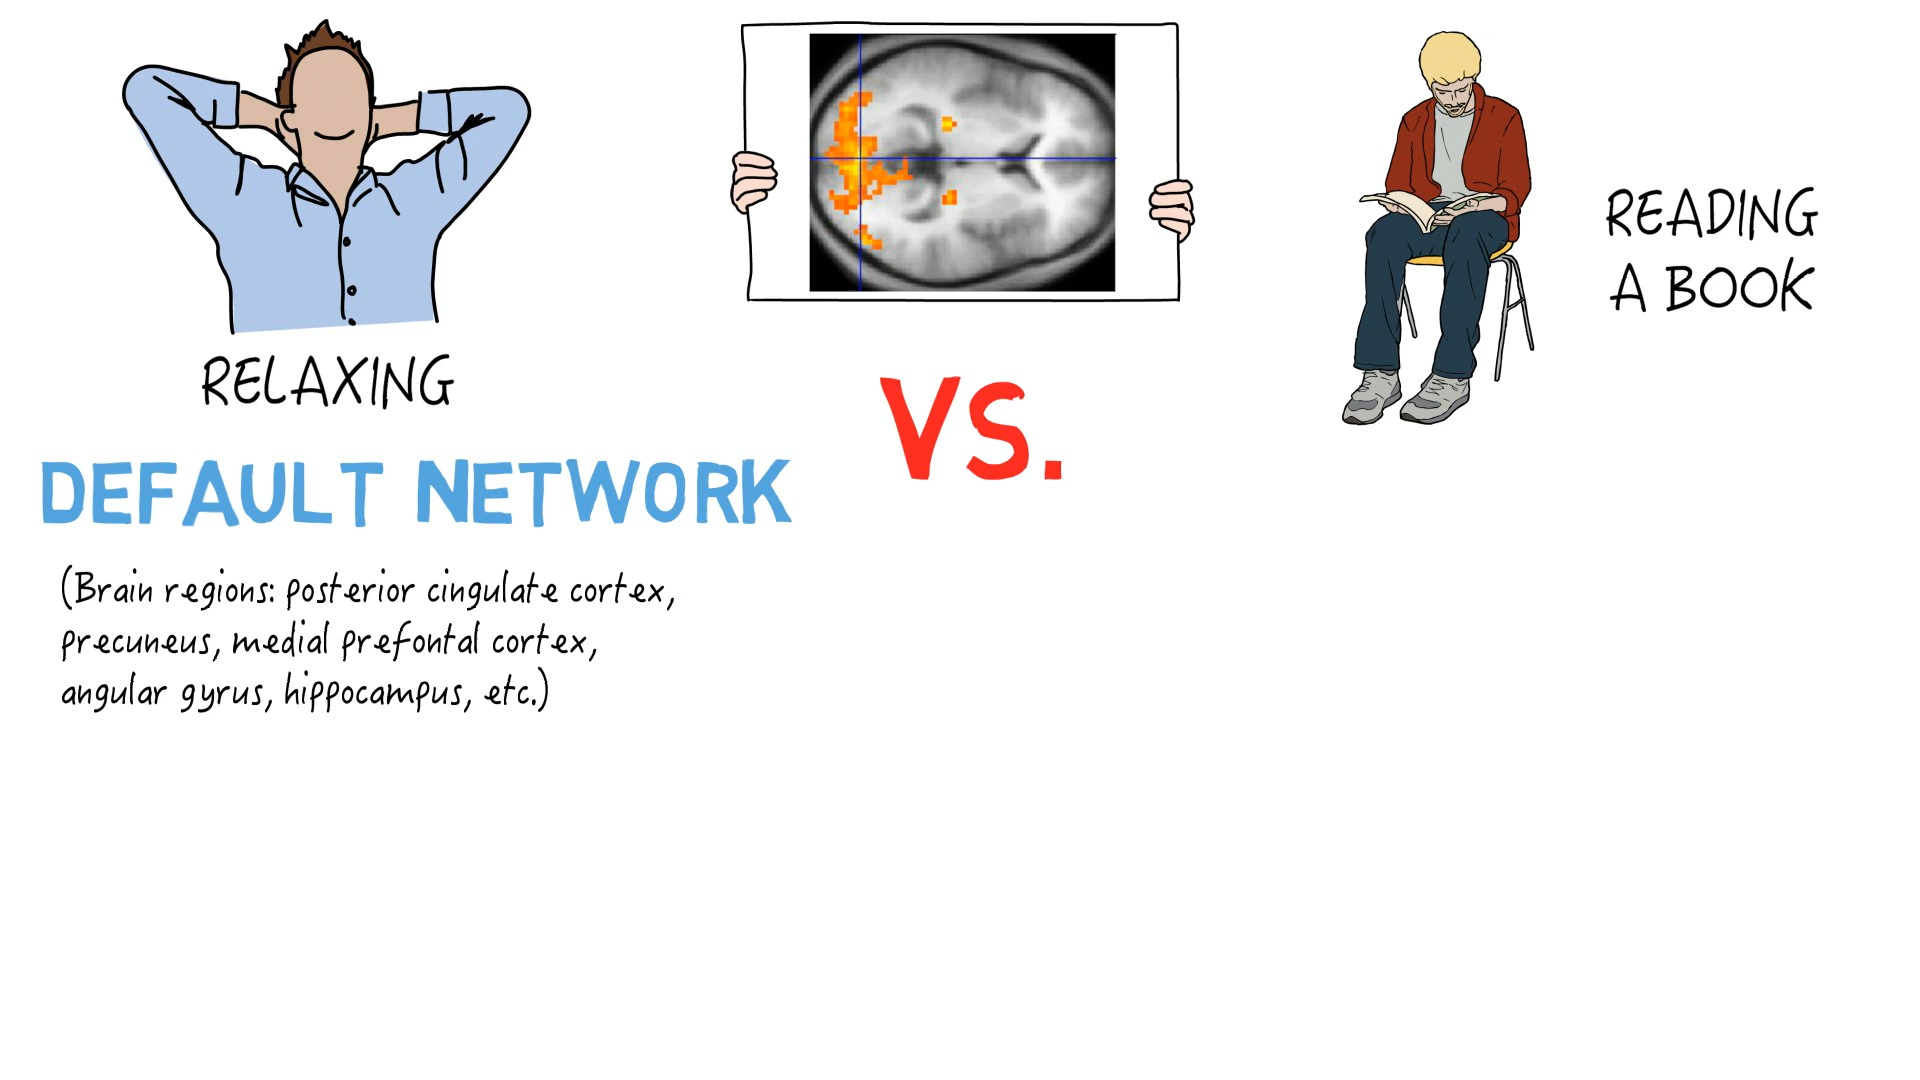 RELAXING
DEFAULT NETWORK
(Brain regions: posterior cingulate cortex,
precuneus, medial prefontal cortex,
angular gyrus, hippocampus, etc.)
VS.
READING
A BOOK